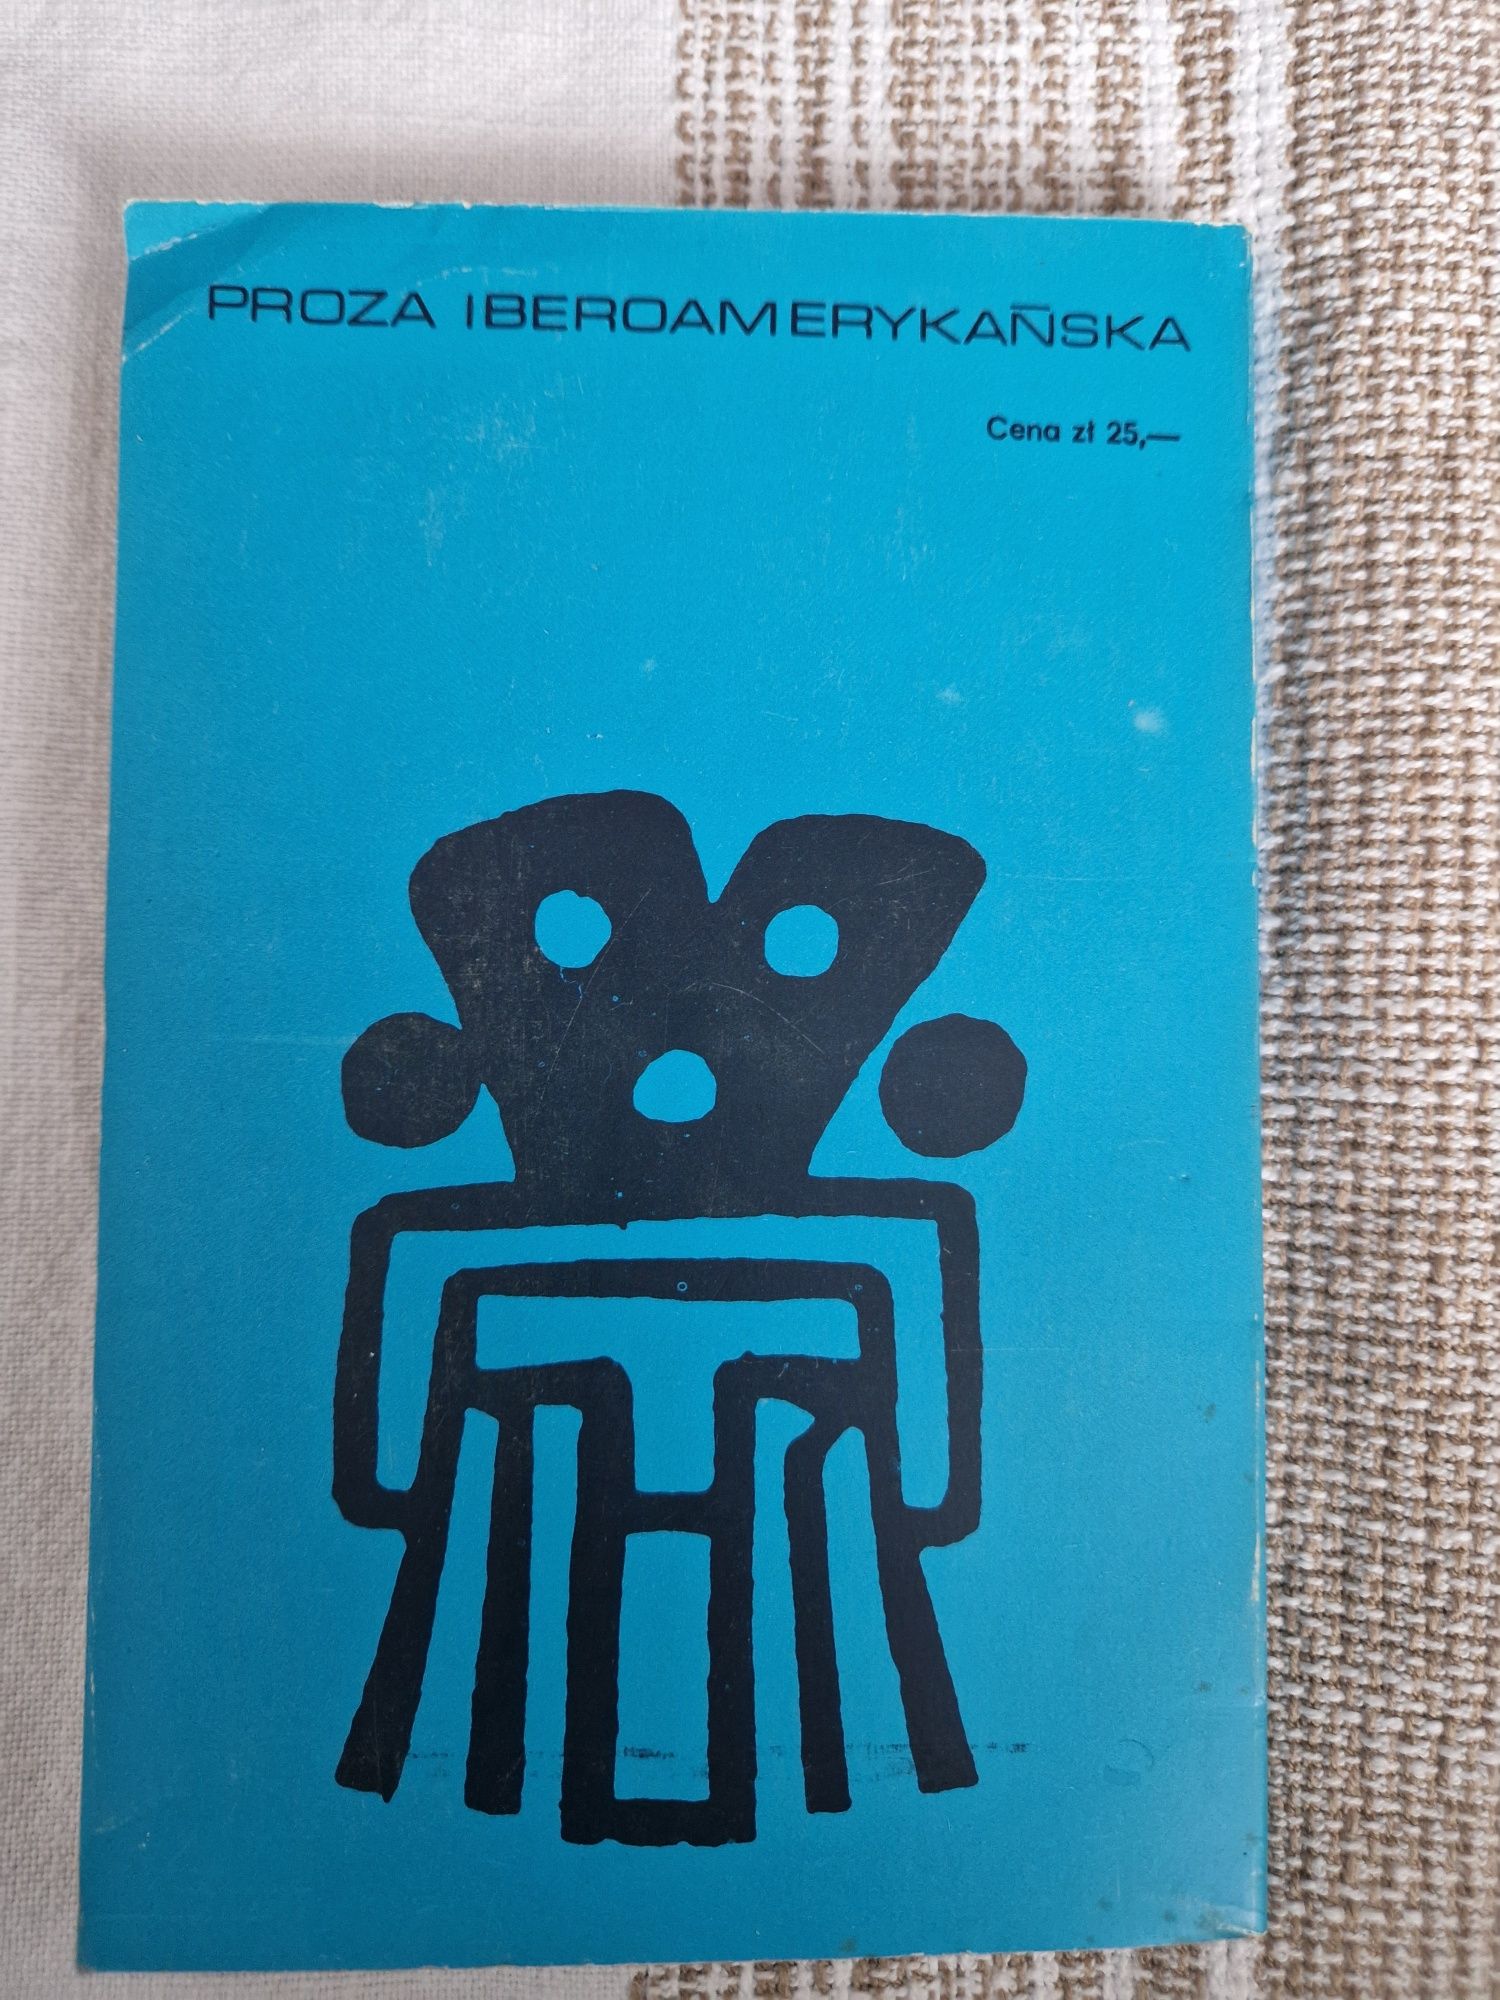 PROZA IBEROAMERYKAŃSKA
Cena zł 25,—